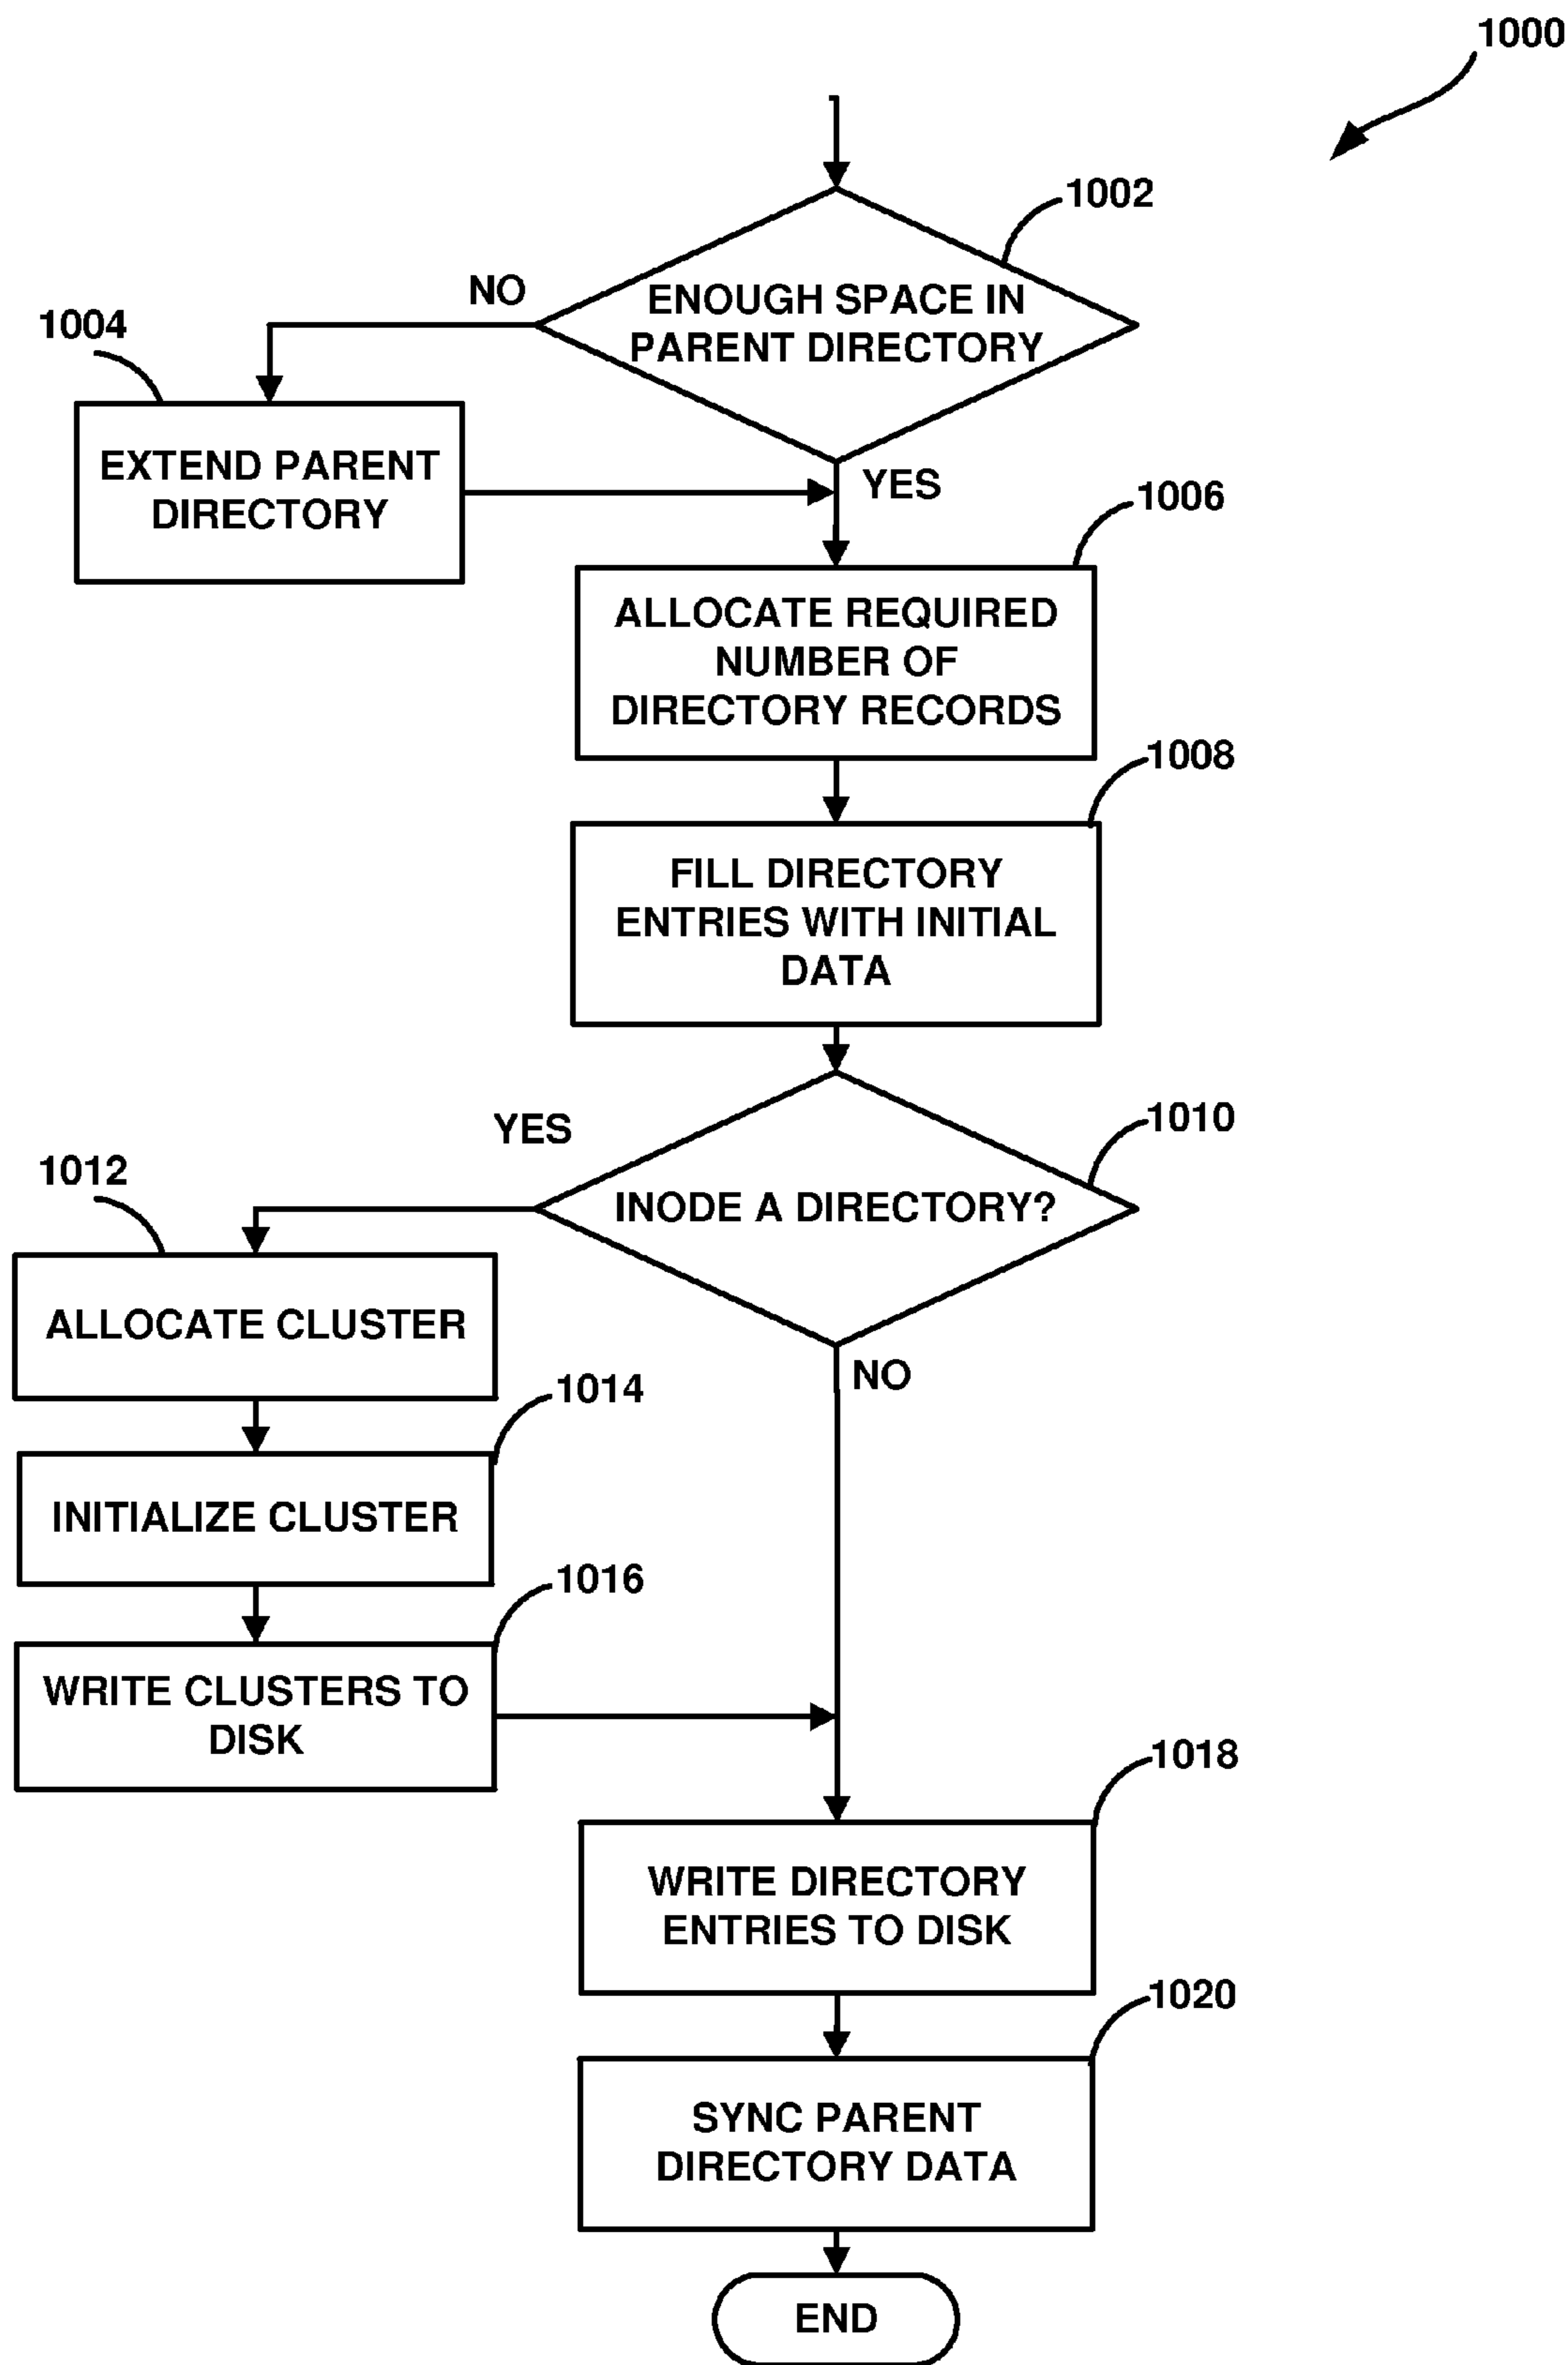 1000
1002
NO
ENOUGH SPACE IN
PARENT DIRECTORY
1004
EXTEND PARENT
DIRECTORY
YES
1006
ALLOCATE REQUIRED
NUMBER OF
DIRECTORY RECORDS
1008
FILL DIRECTORY
ENTRIES WITH INITIAL
DATA
YES
1010
INODE A DIRECTORY?
1012
ALLOCATE CLUSTER
NO
1014
INITIALIZE CLUSTER
1016
WRITE CLUSTERS TO
DISK
1018
WRITE DIRECTORY
ENTRIES TO DISK
1020
SYNC PARENT
DIRECTORY DATA
END